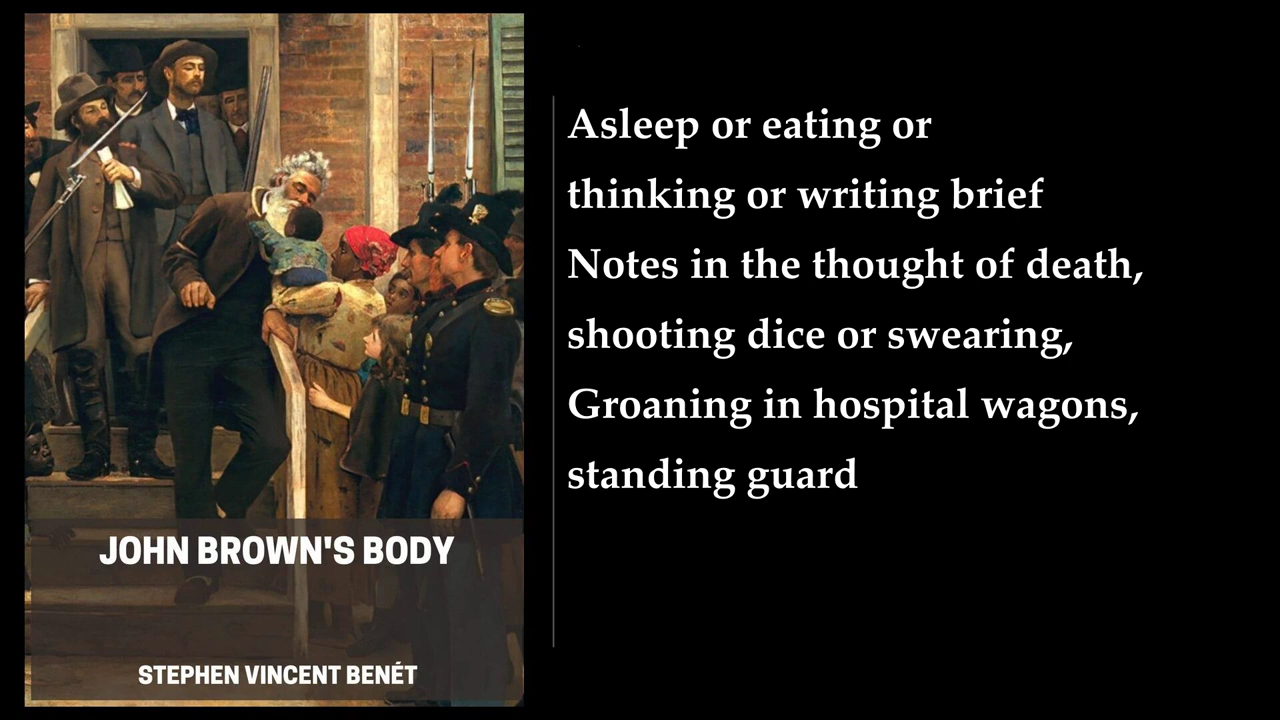 JOHN BROWN'S BODY
STEPHEN VINCENT BENÉT
Asleep or eating or
thinking or writing brief
Notes in the thought of death,
shooting dice or swearing,
Groaning in hospital wagons,
standing guard